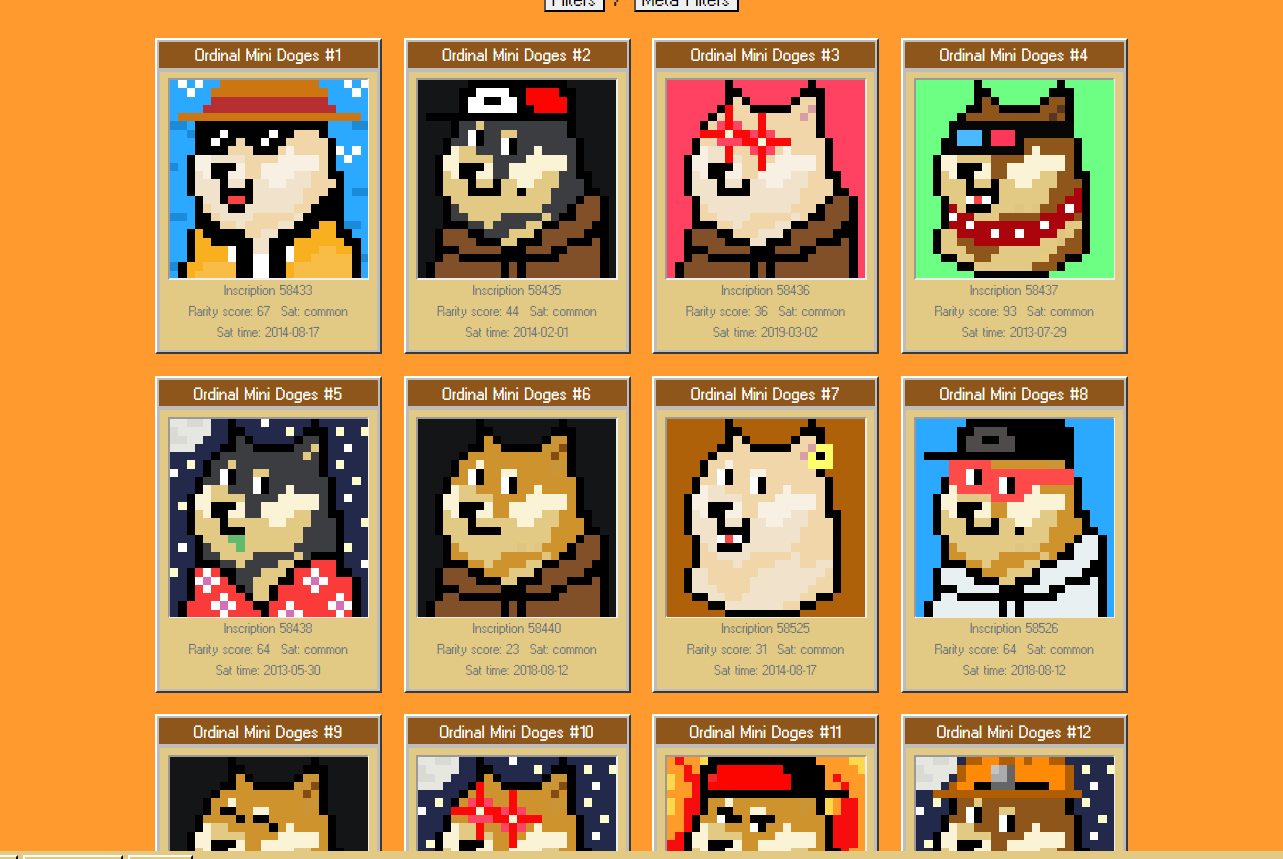 Filters / Meta Filters
Ordinal Mini Doges #1
Ordinal Mini Doges #2
Ordinal Mini Doges #3
Ordinal Mini Doges #4
Inscription 58433
Inscription 58435
Inscription 58436
Inscription 58437
Rarity score: 67 Sat: common
Rarity score: 44 Sat: common
Rarity score: 36 Sat: common
Rarity score: 93 Sat: common
Sat time: 2014-08-17
Sat time: 2014-02-01
Sat time: 2019-03-02
Sat time: 2013-07-29
Ordinal Mini Doges #5
Ordinal Mini Doges #6
Ordinal Mini Doges #7
Ordinal Mini Doges #8
Inscription 58438
Inscription 58440
Inscription 58525
Inscription 58526
Rarity score: 64 Sat: common
Rarity score: 23 Sat: common
Rarity score: 31 Sat: common
Rarity score: 64 Sat: common
Sat time: 2013-05-30
Sat time: 2018-08-12
Sat time: 2014-08-17
Sat time: 2018-08-12
Ordinal Mini Doges #9
Ordinal Mini Doges #10
Ordinal Mini Doges #11
Ordinal Mini Doges #12